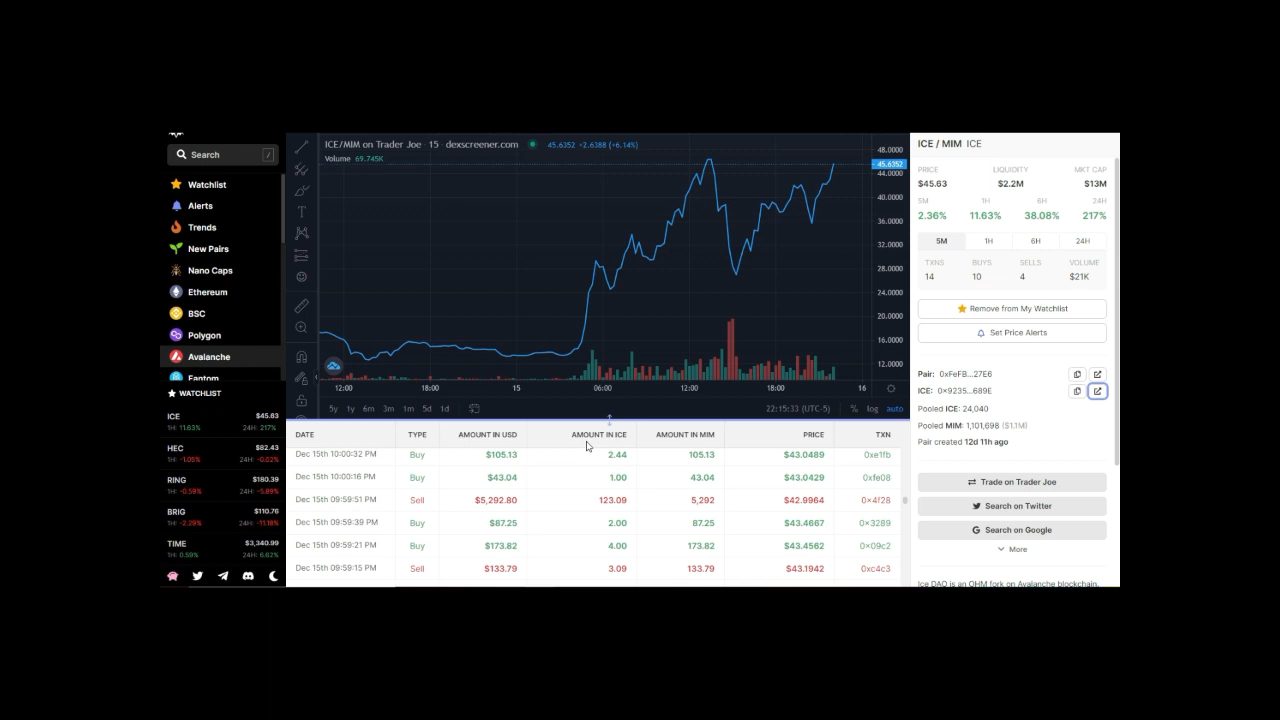 Search /
Watchlist
Alerts
Trends
New Pairs
Nano Caps
Ethereum
BSC
Polygon
Avalanche
Fantom
WATCHLIST
ICE $45.63
1H: 11.63% 24H: 217%
HEC $82.43
1H: -1.05% 24H: -0.02%
RING $180.39
1H: -0.59% 24H: -5.89%
BRIG $110.76
1H: -2.29% 24H: -11.18%
TIME $3,340.99
1H: 0.59% 24H: 6.62%
ICE/MIM on Trader Joe · 15 · dexscreener.com 45.6352 +2.6388 (+6.14%)
Volume 69.745K
48.0000
45.6352
44.0000
40.0000
36.0000
32.0000
28.0000
24.0000
20.0000
16.0000
12.0000
12:00 18:00 15 06:00 12:00 18:00 16
5y 1y 6m 3m 1m 5d 1d 22:15:33 (UTC-5) % log auto
DATE TYPE AMOUNT IN USD AMOUNT IN ICE AMOUNT IN MIM PRICE TXN
Dec 15th 10:00:32 PM Buy $105.13 2.44 105.13 $43.0489 0xe1fb
Dec 15th 10:00:16 PM Buy $43.04 1.00 43.04 $43.0429 0xfe08
Dec 15th 09:59:51 PM Sell $5,292.80 123.09 5,292 $42.9964 0x4f28
Dec 15th 09:59:39 PM Buy $87.25 2.00 87.25 $43.4667 0x3289
Dec 15th 09:59:21 PM Buy $173.82 4.00 173.82 $43.4562 0x09c2
Dec 15th 09:59:15 PM Sell $133.79 3.09 133.79 $43.1942 0xc4c3
ICE / MIM ICE
PRICE LIQUIDITY MKT CAP
$45.63 $2.2M $13M
5M 1H 6H 24H
2.36% 11.63% 38.08% 217%
5M 1H 6H 24H
TXNS BUYS SELLS VOLUME
14 10 4 $21K
Remove from My Watchlist
Set Price Alerts
Pair: 0xFeFB...27E6
ICE: 0x9235...689E
Pooled ICE: 24,040
Pooled MIM: 1,101,698 ($1.1M)
Pair created 12d 11h ago
Trade on Trader Joe
Search on Twitter
Search on Google
More
Ice DAO is an OHM fork on Avalanche blockchain.